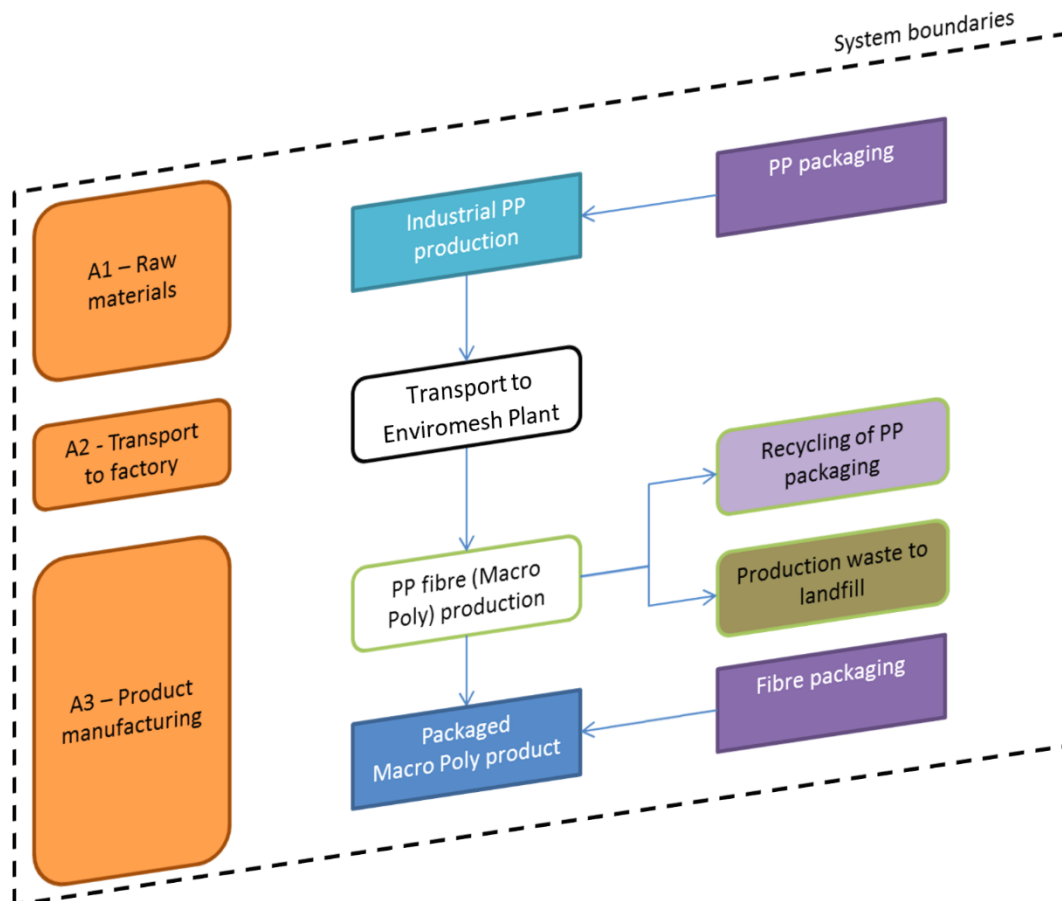 System boundaries
PP packaging
Industrial PP
production
A1 – Raw
materials
Transport to
Enviromesh Plant
A2 - Transport
to factory
Recycling of PP
packaging
PP fibre (Macro
Poly) production
Production waste to
landfill
A3 – Product
manufacturing
Fibre packaging
Packaged
Macro Poly product